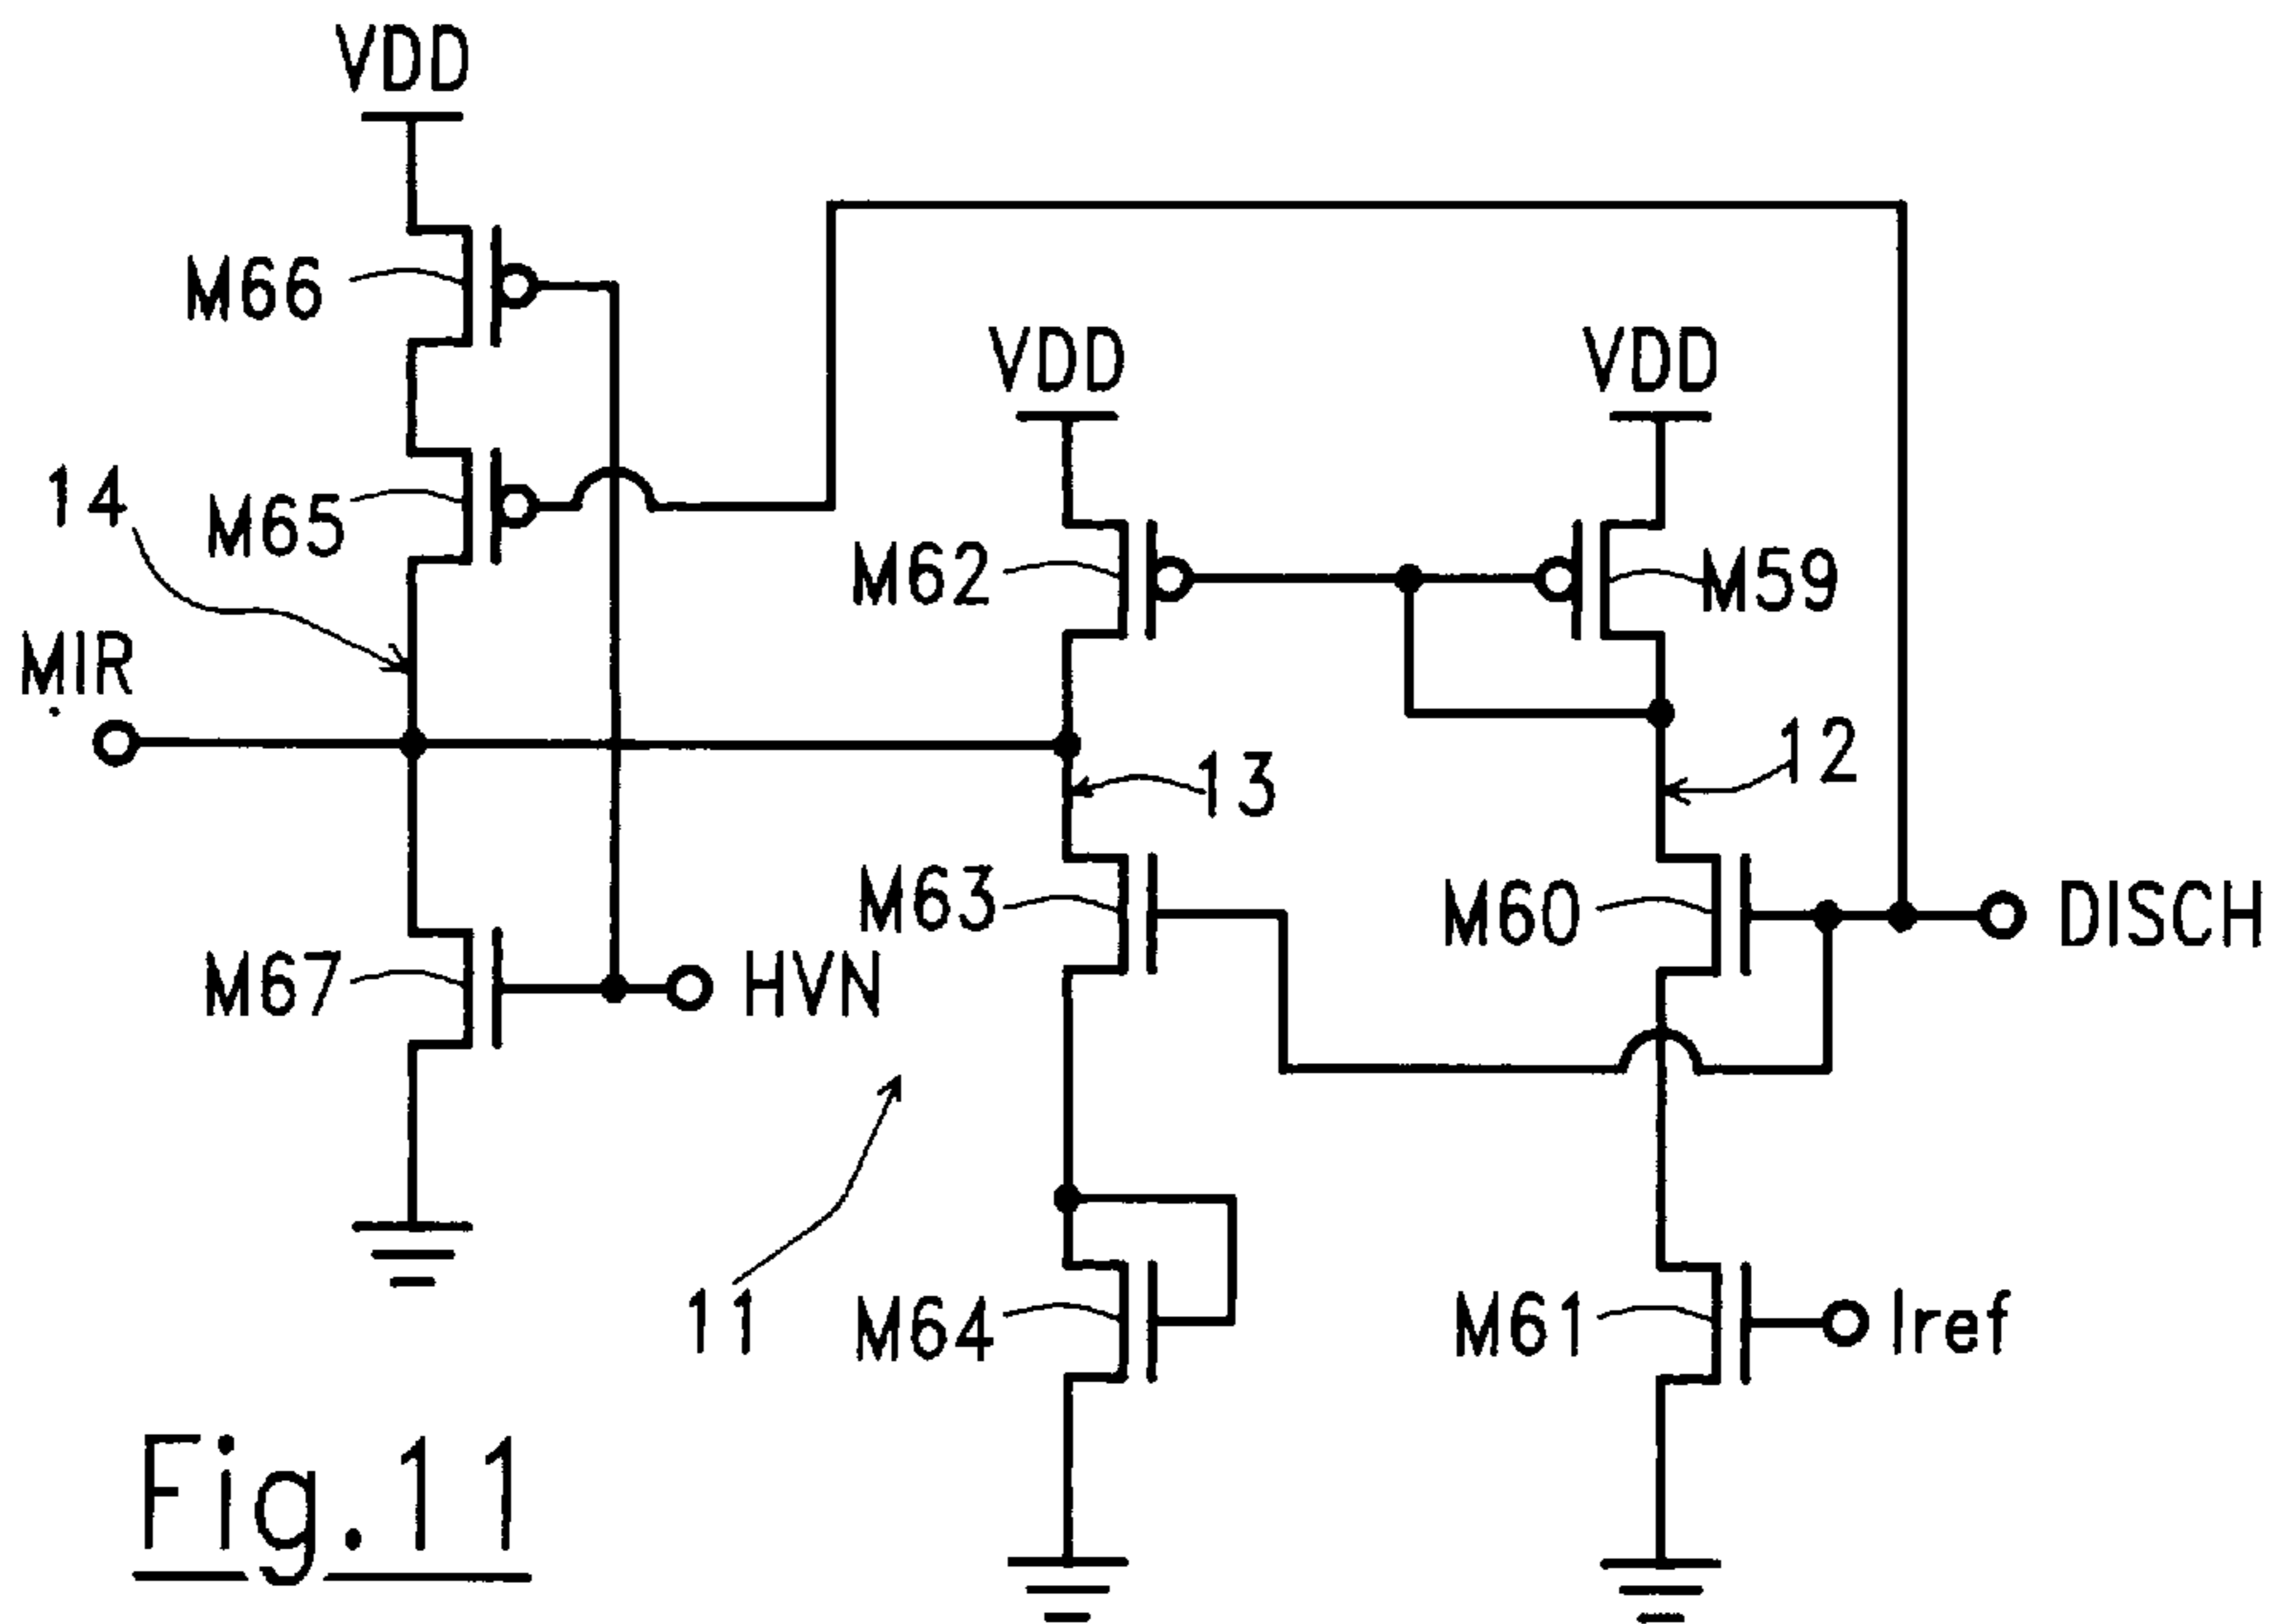 VDD
M66
VDD
VDD
14
M65
M62
M59
MIR
13
12
M63
M60
DISCH
M67
HVN
11
M64
M61
Iref
Fig.11